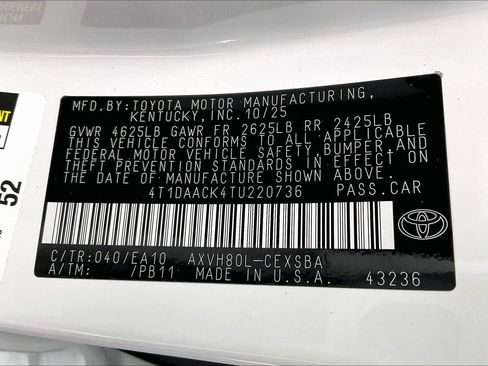 MFD.BY:TOYOTA MOTOR MANUFACTURING,
KENTUCKY,INC.10/25
GVWR 4625LB GAWR FR 2625LB RR 2425LB
THIS VEHICLE CONFORMS TO ALL APPLICABLE
FEDERAL MOTOR VEHICLE SAFETY,BUMPER,AND
THEFT PREVENTION STANDARDS IN EFFECT ON
THE DATE OF MANUFACTURE SHOWN ABOVE.
4T1DAACK4TU220736 PASS.CAR
C/TR:040/EA10 AXVH80L-CEXSBA
A/TM: /PB11 MADE IN U.S.A. 43236
TOYOTA
52